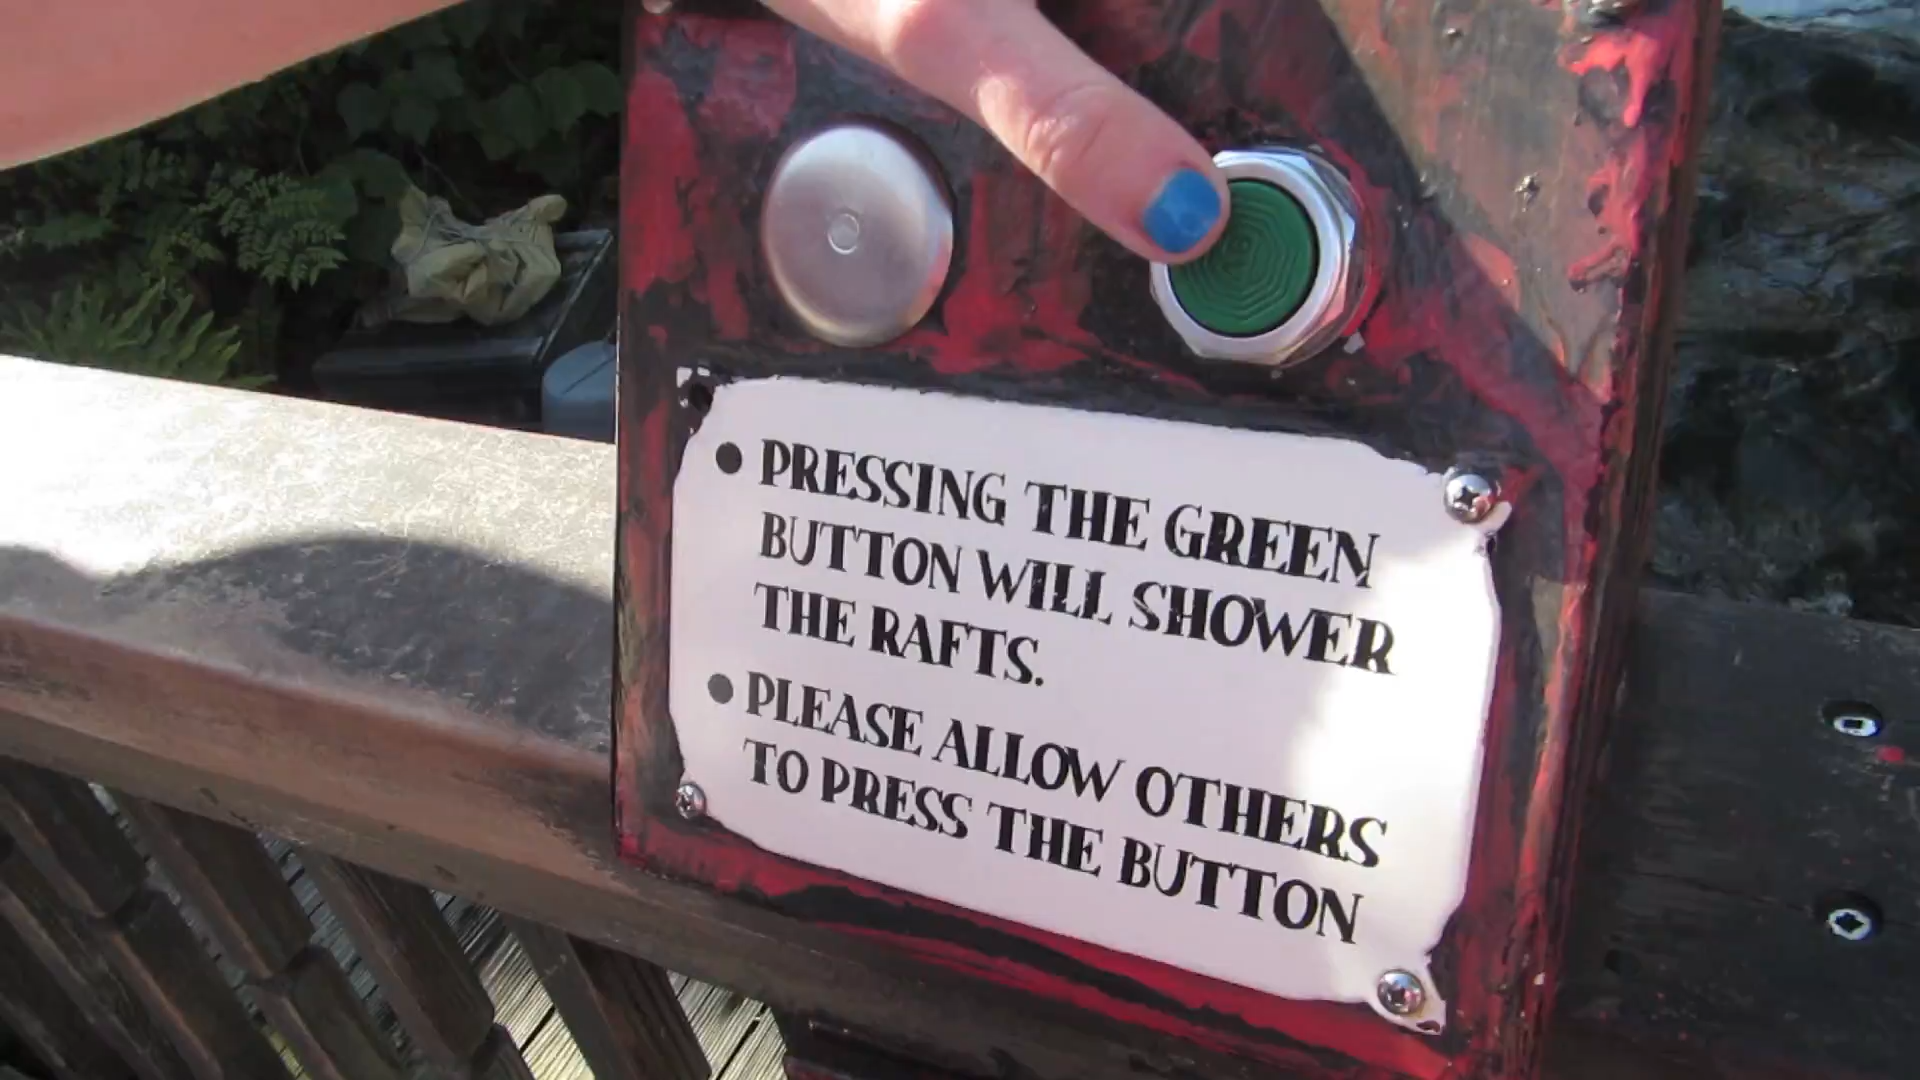 ● PRESSING THE GREEN
BUTTON WILL SHOWER
THE RAFTS.
● PLEASE ALLOW OTHERS
TO PRESS THE BUTTON